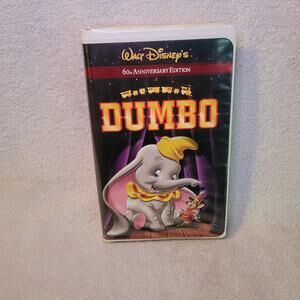 Walt Disney's
60th ANNIVERSARY EDITION
DUMBO